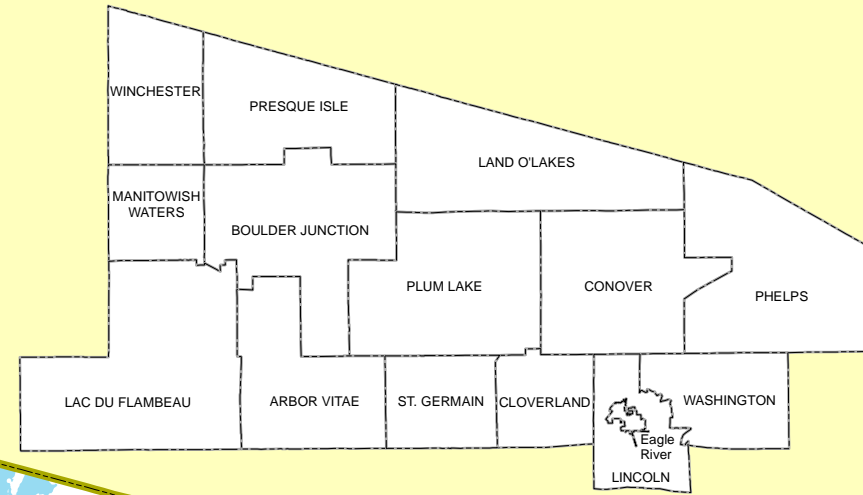 WINCHESTER
PRESQUE ISLE
LAND O'LAKES
MANITOWISH
WATERS
BOULDER JUNCTION
PLUM LAKE
CONOVER
PHELPS
LAC DU FLAMBEAU
ARBOR VITAE
ST. GERMAIN
CLOVERLAND
WASHINGTON
Eagle
River
LINCOLN